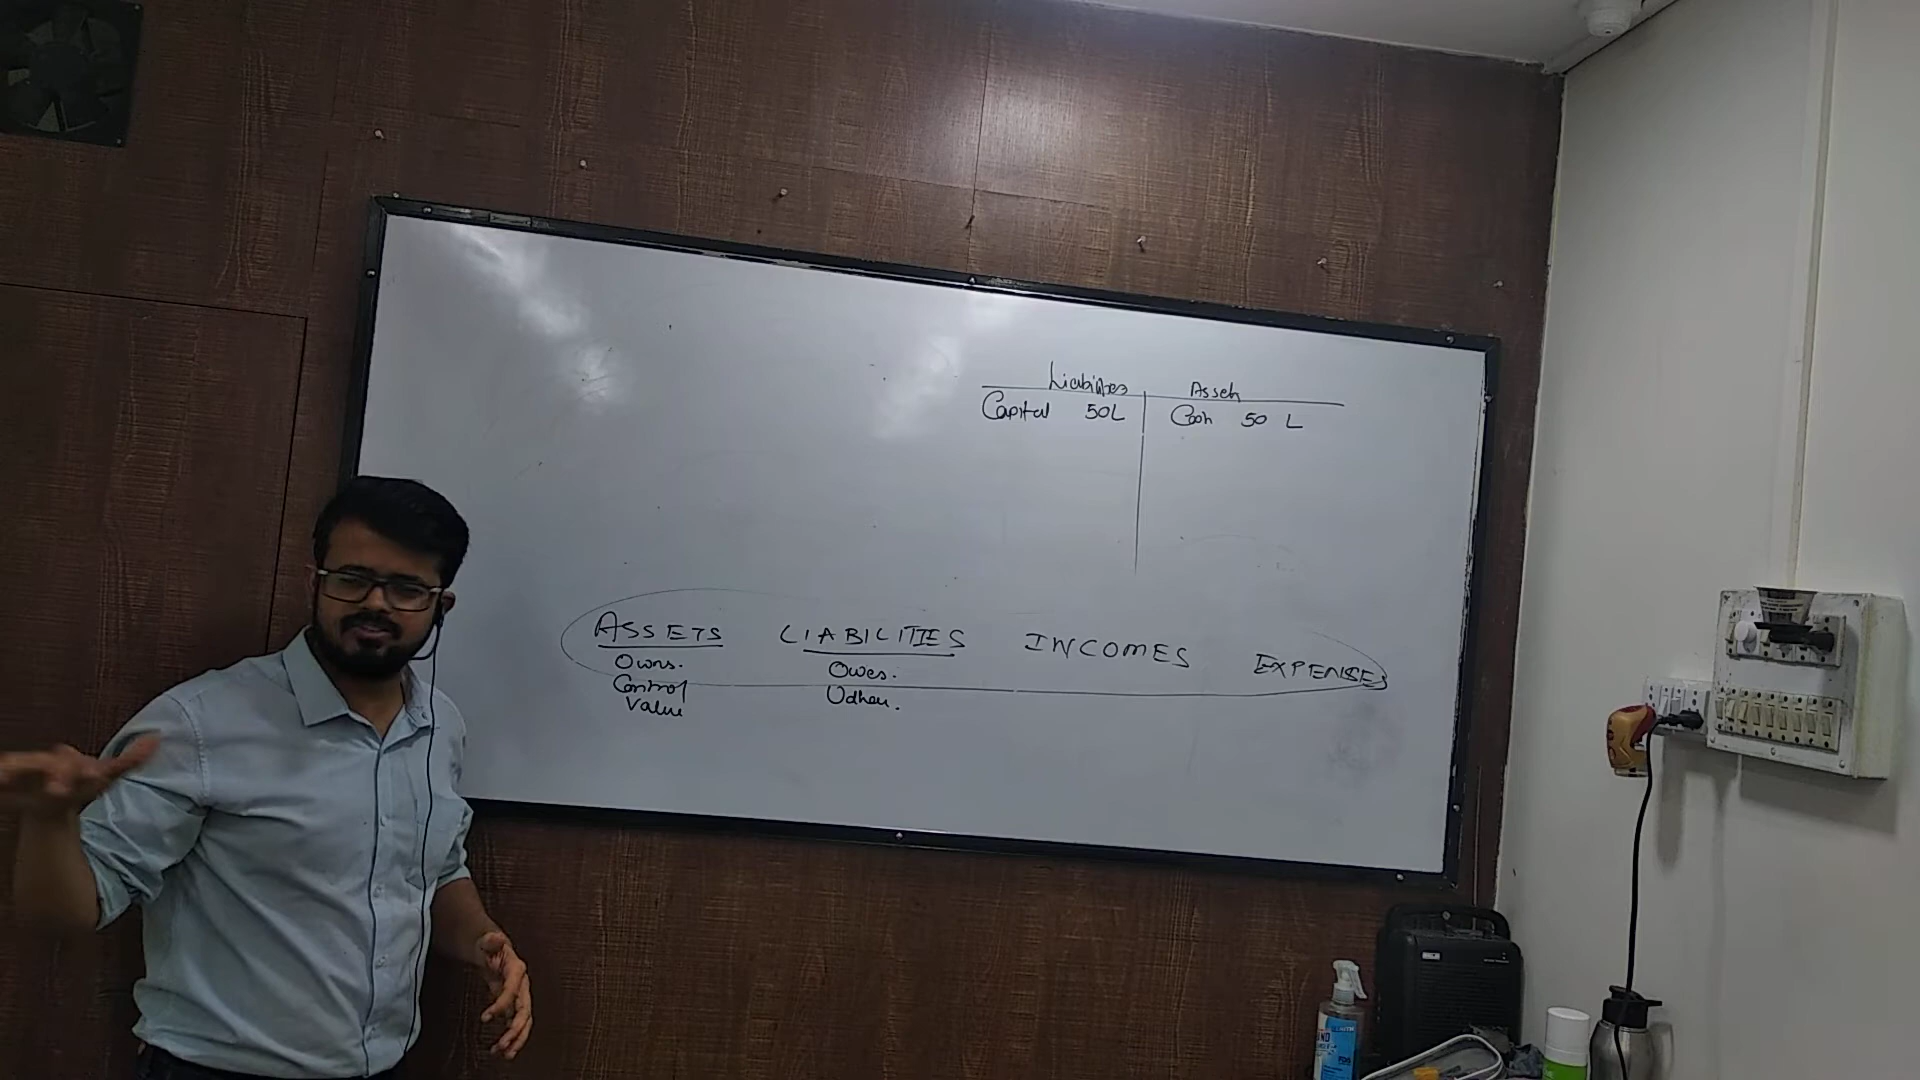 Liabilities Assets
Capital 50L Cash 50 L
ASSETS LIABILITIES INCOMES EXPENSES
Owns. Owes.
Control Udhar.
Value